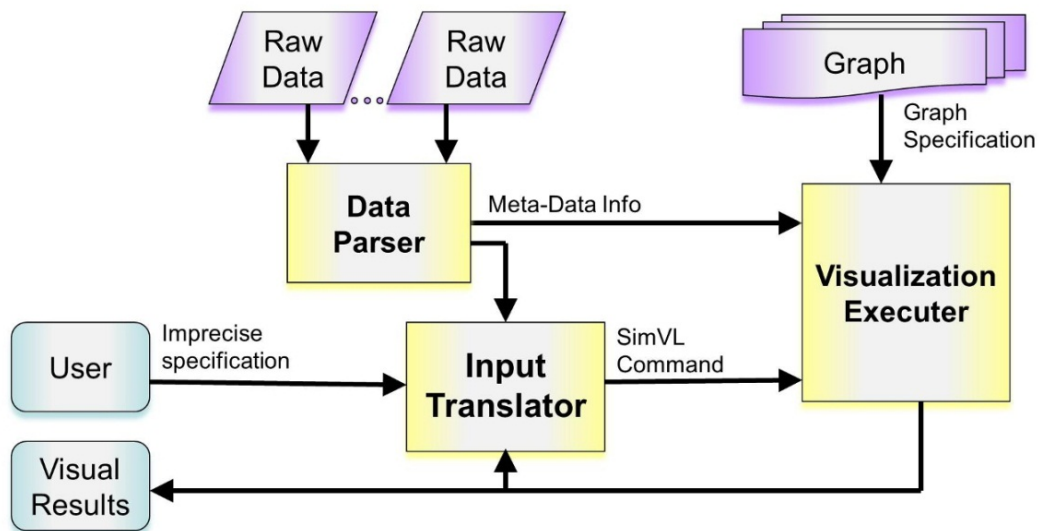 Raw
Data
Raw
Data
Graph
Graph
Specification
Data
Parser
Meta-Data Info
Visualization
Executer
User
Imprecise
specification
Input
Translator
SimVL
Command
Visual
Results